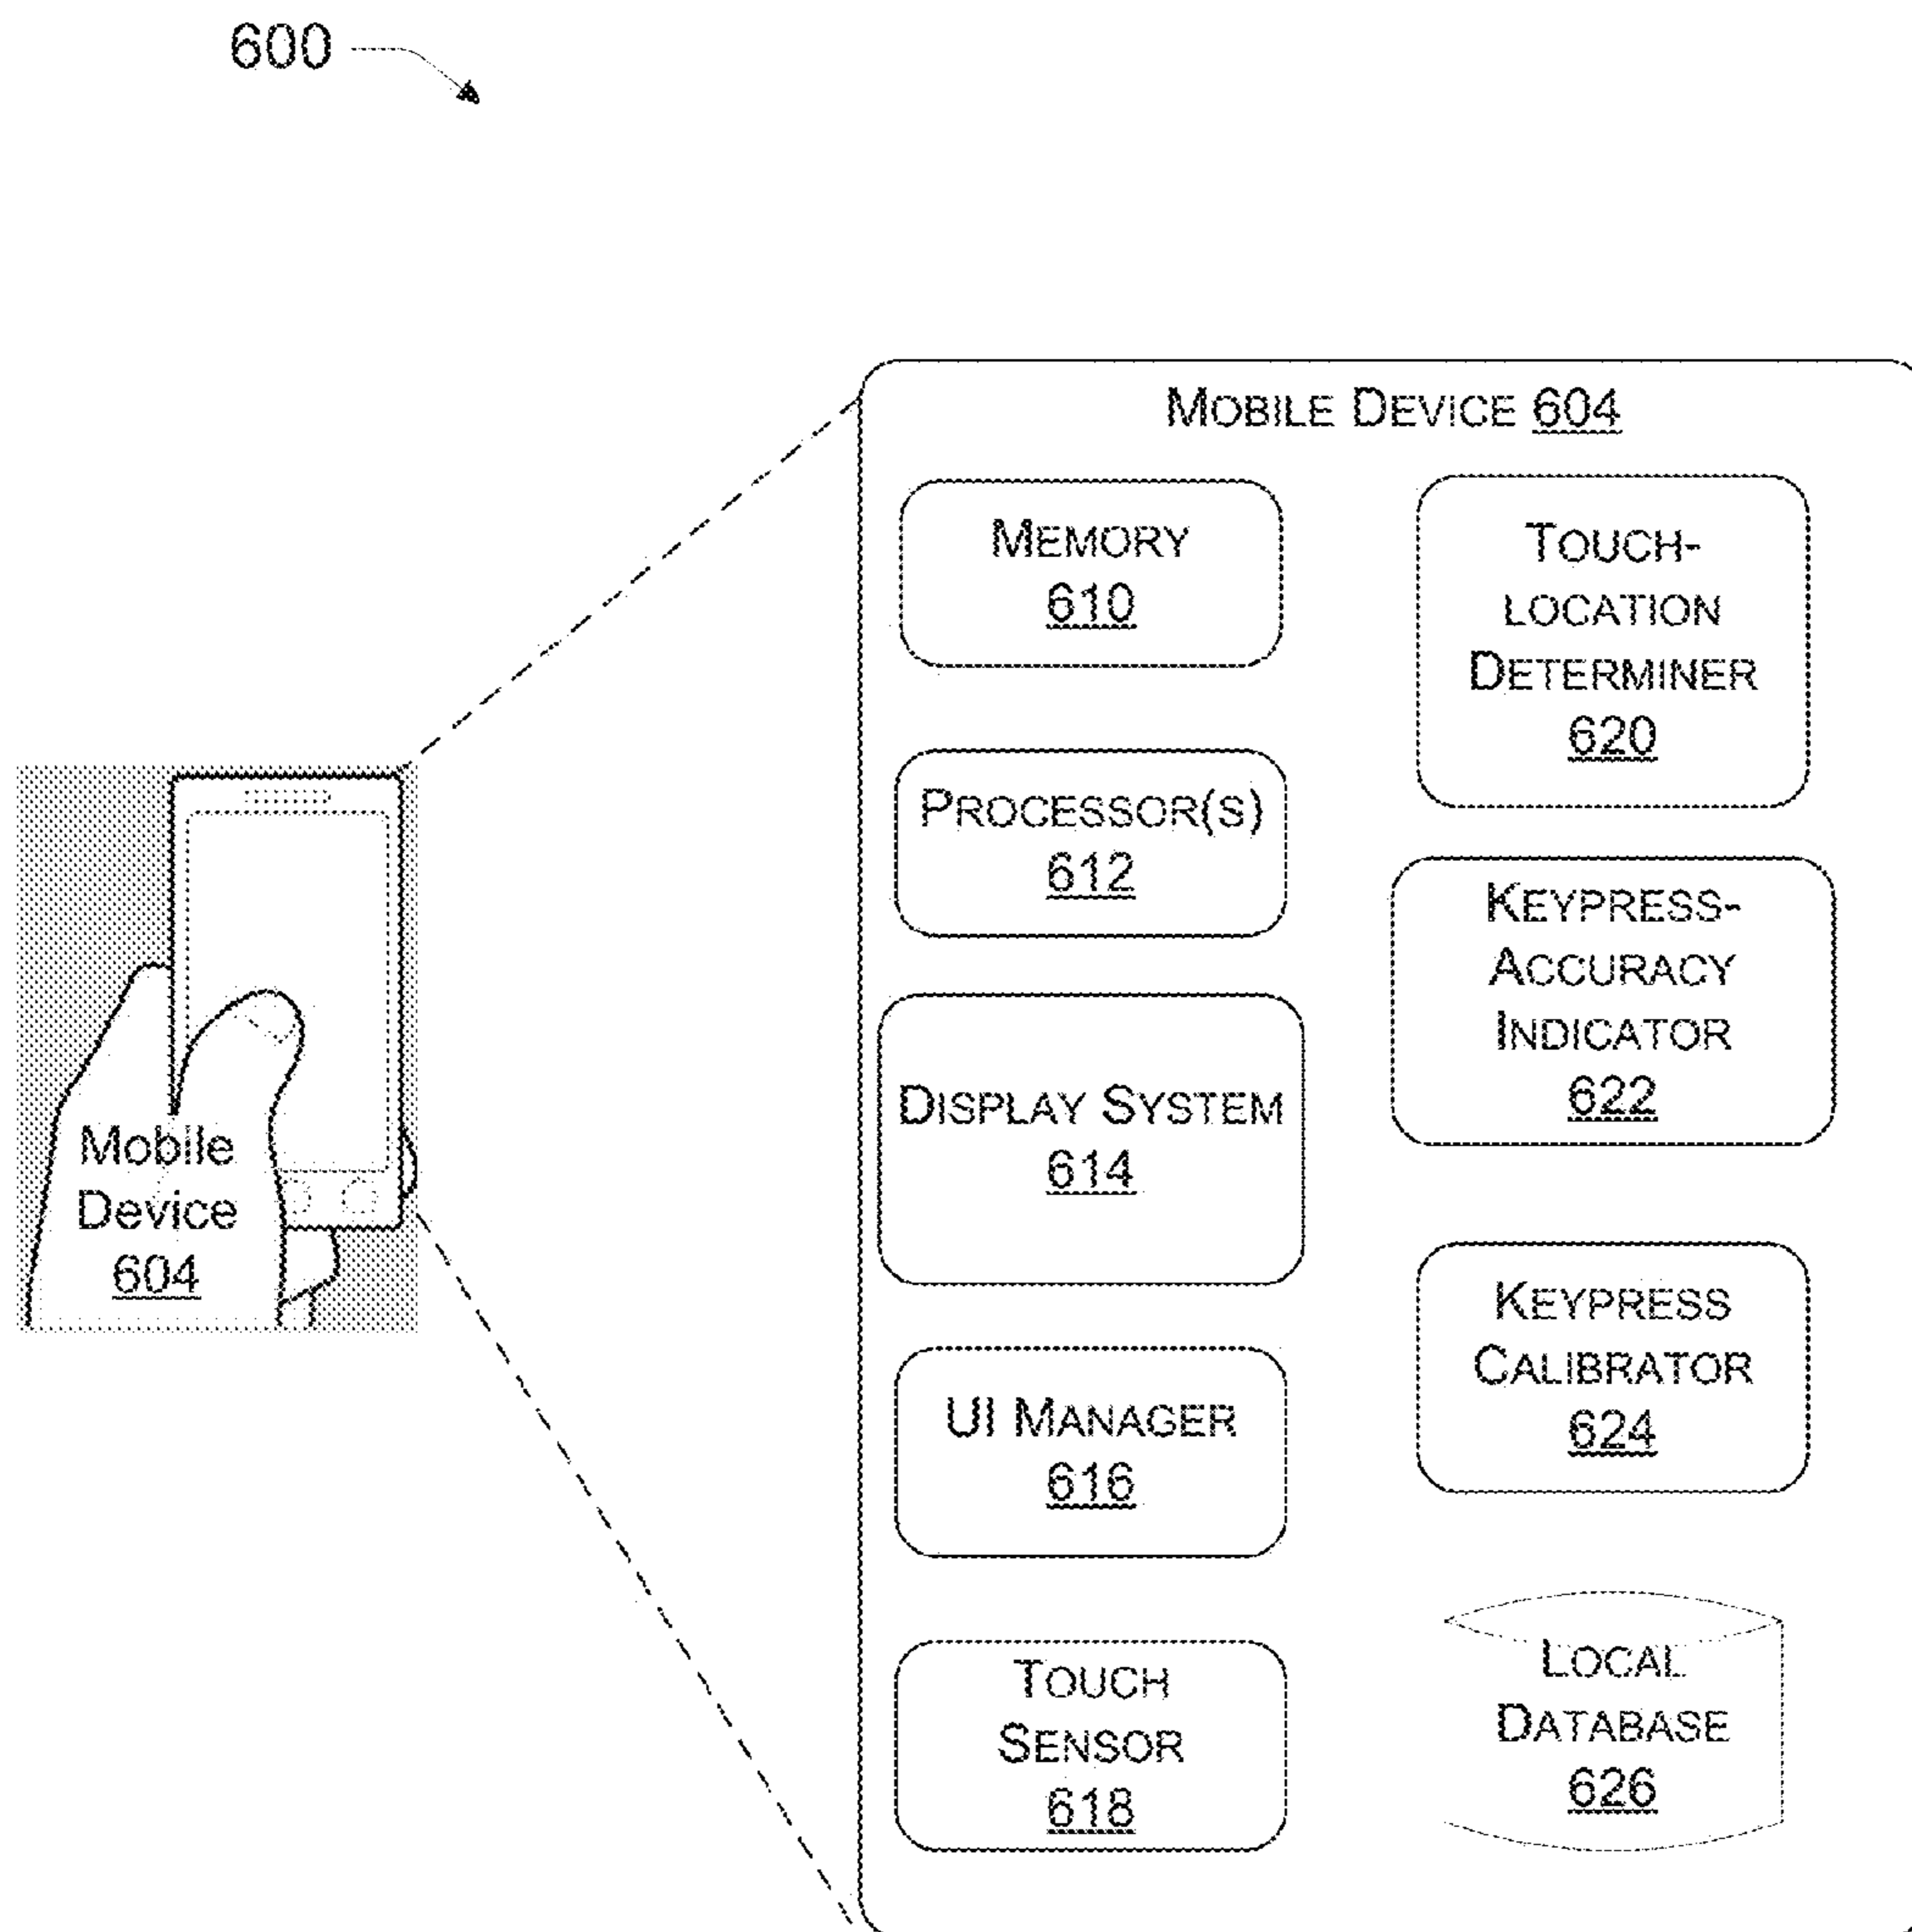 600
MOBILE DEVICE 604
MEMORY
610
PROCESSOR(S)
612
DISPLAY SYSTEM
614
UI MANAGER
616
TOUCH
SENSOR
618
TOUCH-
LOCATION
DETERMINER
620
KEYPRESS-
ACCURACY
INDICATOR
622
KEYPRESS
CALIBRATOR
624
LOCAL
DATABASE
626
Mobile
Device
604